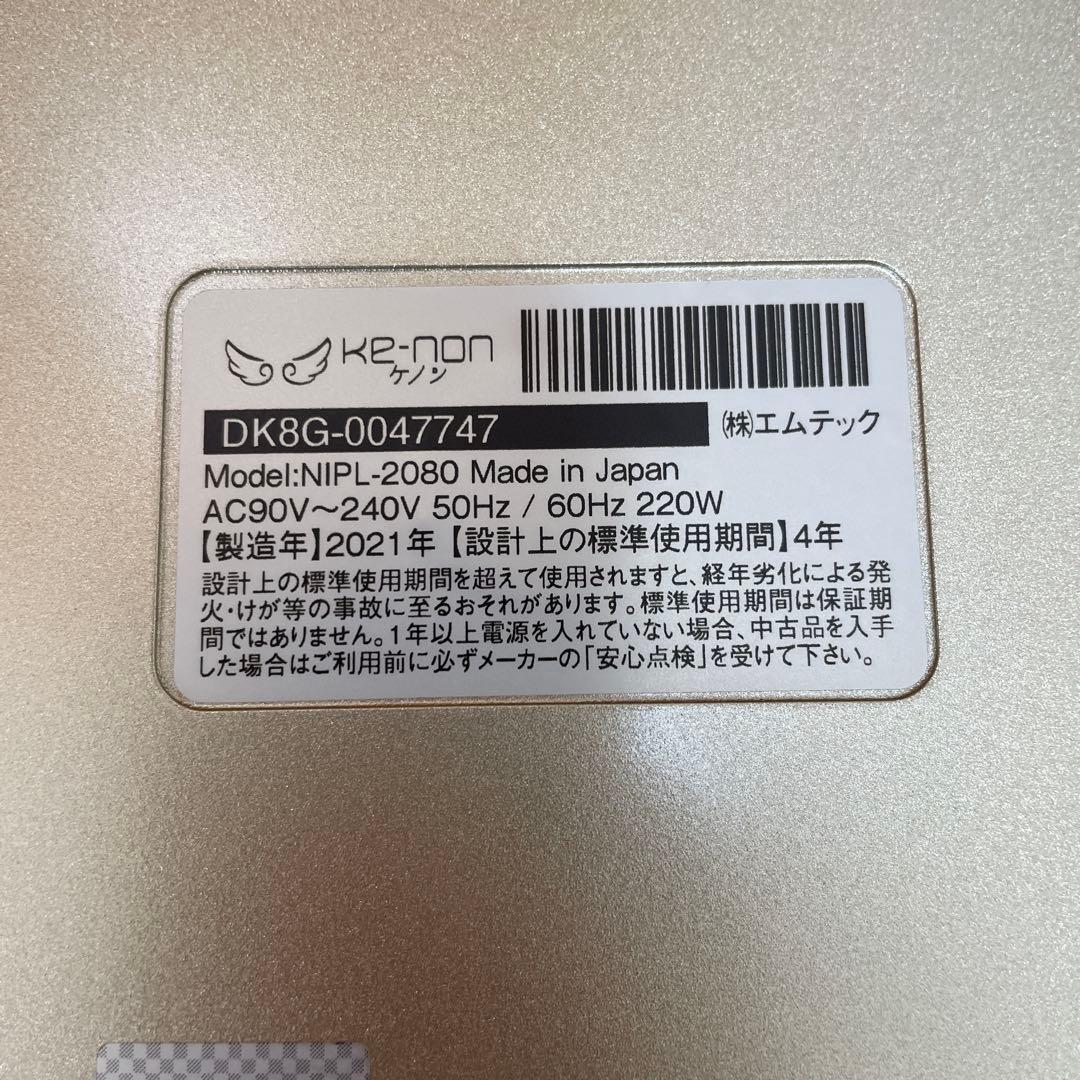 Ke-non
ケノン
DK8G-0047747
(株)エムテック
Model:NIPL-2080 Made in Japan
AC90V～240V 50Hz / 60Hz 220W
【製造年】2021年【設計上の標準使用期間】4年
設計上の標準使用期間を超えて使用されますと、経年劣化による発
火・けが等の事故に至るおそれがあります。標準使用期間は保証期
間ではありません。1年以上電源を入れていない場合、中古品を入手
した場合はご利用前に必ずメーカーの「安心点検」を受けて下さい。